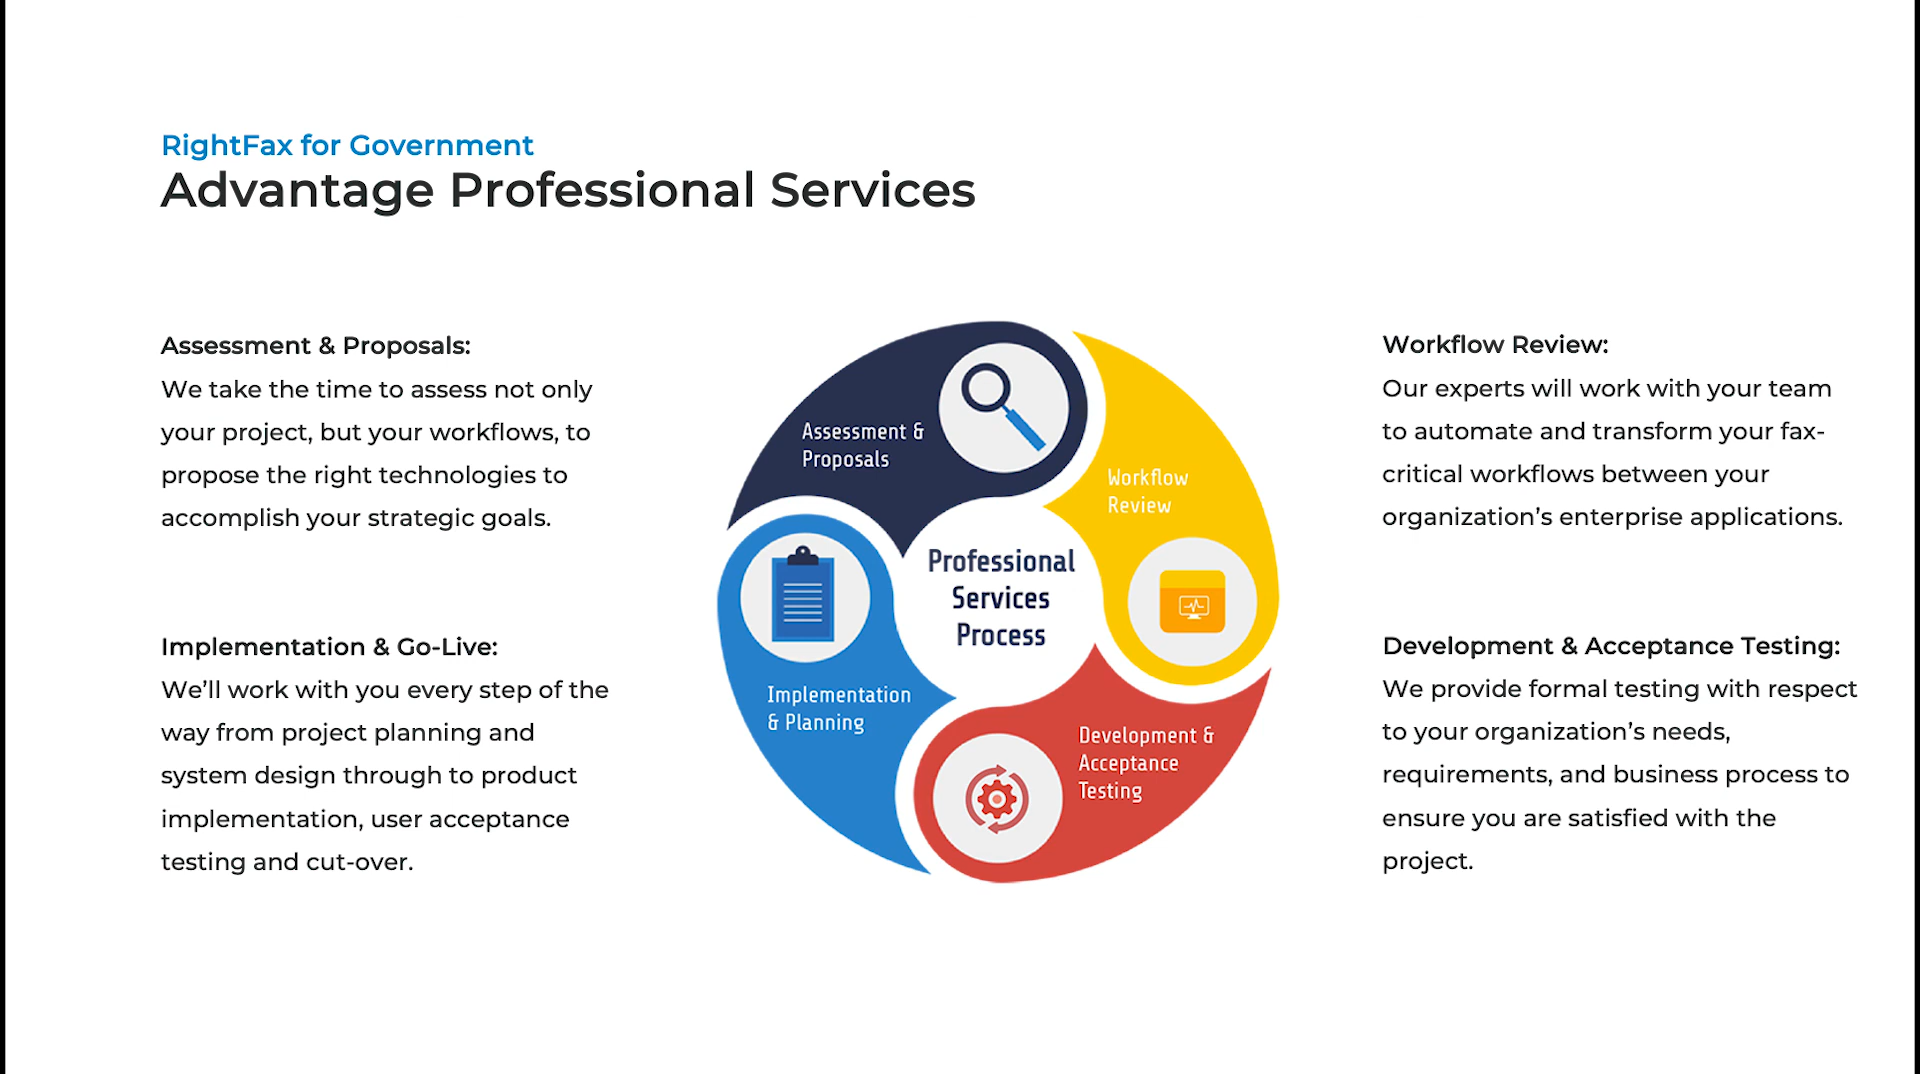 RightFax for Government
Advantage Professional Services
Assessment & Proposals:
We take the time to assess not only
your project, but your workflows, to
propose the right technologies to
accomplish your strategic goals.
Implementation & Go-Live:
We’ll work with you every step of the
way from project planning and
system design through to product
implementation, user acceptance
testing and cut-over.
Assessment &
Proposals
Workflow
Review
Professional
Services
Process
Implementation
& Planning
Development &
Acceptance
Testing
Workflow Review:
Our experts will work with your team
to automate and transform your fax-
critical workflows between your
organization’s enterprise applications.
Development & Acceptance Testing:
We provide formal testing with respect
to your organization’s needs,
requirements, and business process to
ensure you are satisfied with the
project.